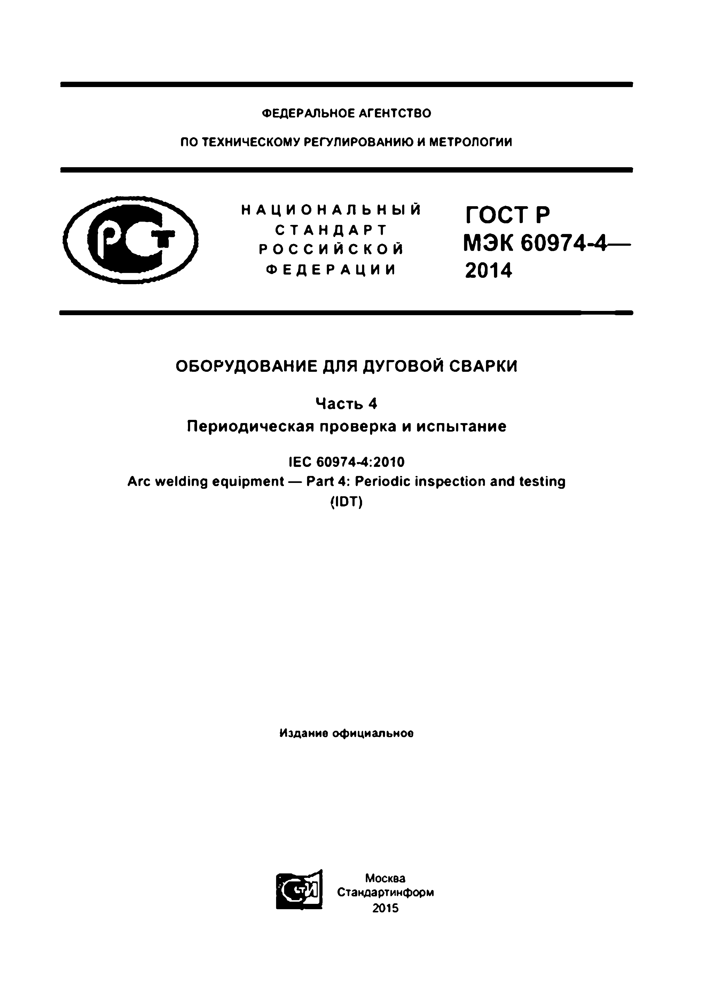 ФЕДЕРАЛЬНОЕ АГЕНТСТВО
ПО ТЕХНИЧЕСКОМУ РЕГУЛИРОВАНИЮ И МЕТРОЛОГИИ
РСТ
НАЦИОНАЛЬНЫЙ
СТАНДАРТ
РОССИЙСКОЙ
ФЕДЕРАЦИИ
ГОСТ Р
МЭК 60974-4—
2014
ОБОРУДОВАНИЕ ДЛЯ ДУГОВОЙ СВАРКИ
Часть 4
Периодическая проверка и испытание
IEC 60974-4:2010
Arc welding equipment — Part 4: Periodic inspection and testing
(IDT)
Издание официальное
СТИ
Москва
Стандартинформ
2015